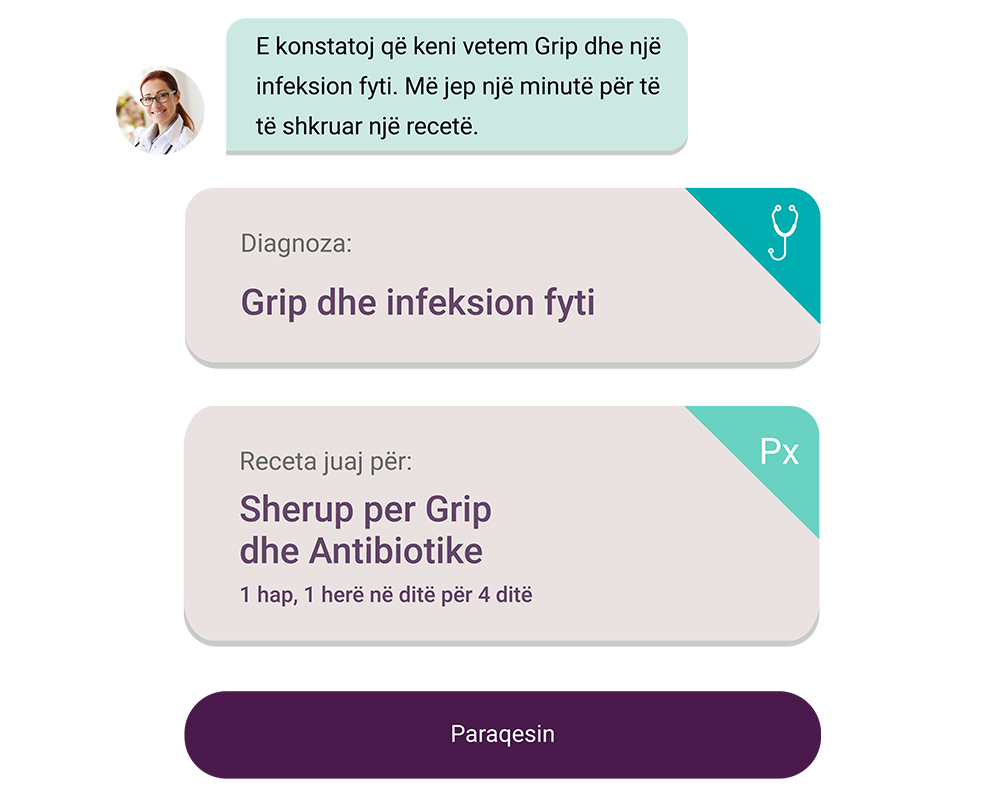 E konstatoj që keni vetem Grip dhe një
infeksion fyti. Më jep një minutë për të
të shkruar një recetë.
Diagnoza:
Grip dhe infeksion fyti
Receta juaj për:
Px
Sherup per Grip
dhe Antibiotike
1 hap, 1 herë në ditë për 4 ditë
Paraqesin